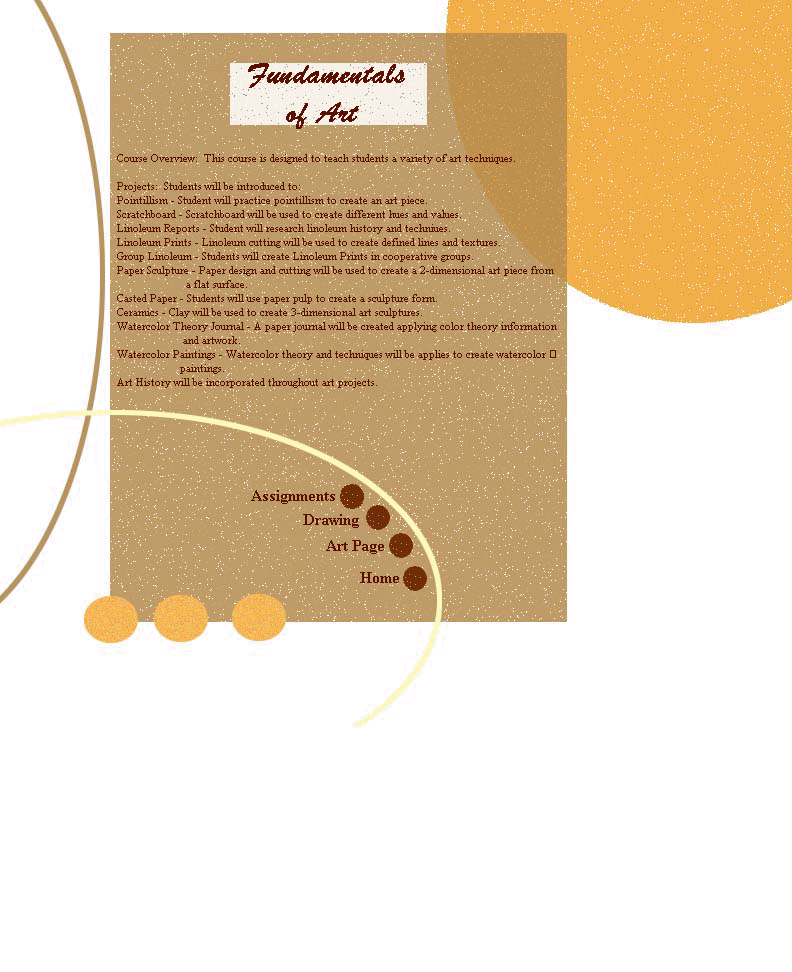 Fundamentals
of Art
Course Overview:  This course is designed to teach students a variety of art techniques.
Projects:  Students will be introduced to:
Pointillism - Student will practice pointillism to create an art piece.
Scratchboard - Scratchboard will be used to create different hues and values.
Linoleum Reports - Student will research linoleum history and techniues.
Linoleum Prints - Linoleum cutting will be used to create defined lines and textures.
Group Linoleum - Students will create Linoleum Prints in cooperative groups.
Paper Sculpture - Paper design and cutting will be used to create a 2-dimensional art piece from
a flat surface.
Casted Paper - Students will use paper pulp to create a sculpture form.
Ceramics - Clay will be used to create 3-dimensional art sculptures.
Watercolor Theory Journal - A paper journal will be created applying color theory information
and artwork.
Watercolor Paintings - Watercolor theory and techniques will be applies to create watercolor
paintings.
Art History will be incorporated throughout art projects.
Assignments
Drawing
Art Page
Home